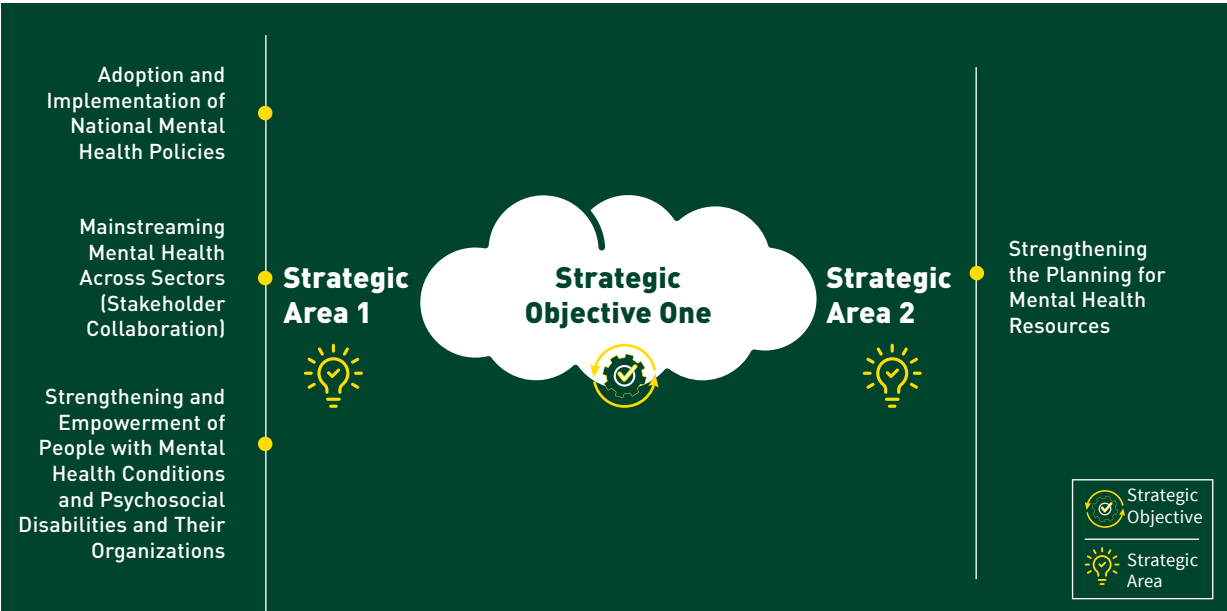 Adoption and
Implementation of
National Mental
Health Policies
Mainstreaming
Mental Health
Across Sectors
(Stakeholder
Collaboration)
Strengthening and
Empowerment of
People with Mental
Health Conditions
and Psychosocial
Disabilities and Their
Organizations
Strategic
Area 1
Strategic
Objective One
Strategic
Area 2
Strengthening
the Planning for
Mental Health
Resources
Strategic
Objective
Strategic
Area